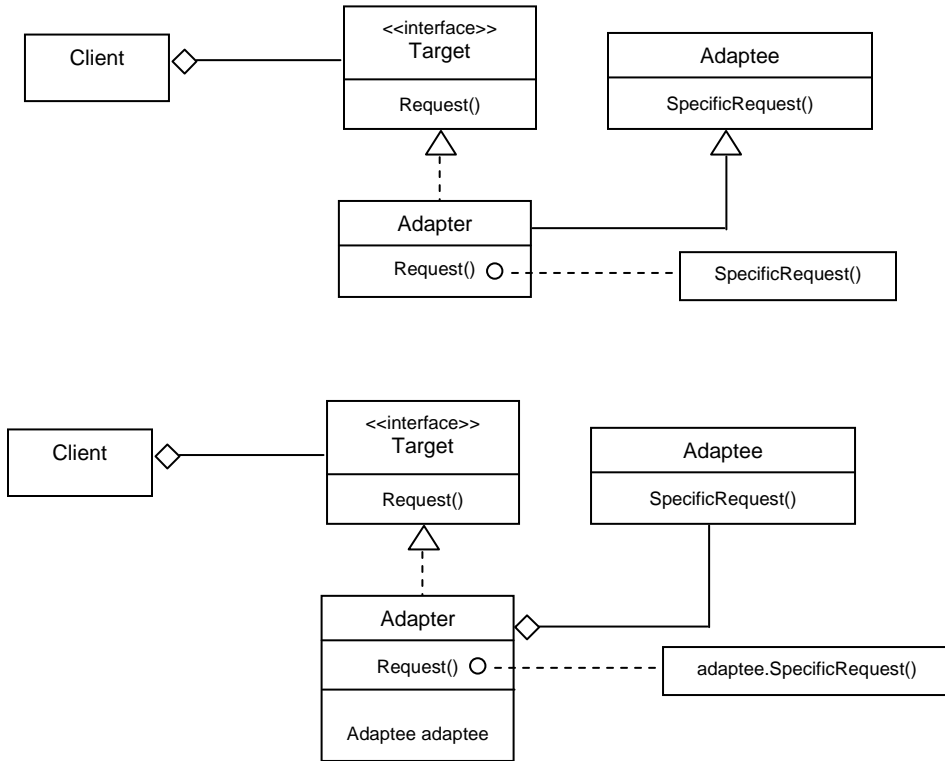 Client
<<interface>>
Target
Request()
Adaptee
SpecificRequest()
Adapter
Request()
SpecificRequest()
Client
<<interface>>
Target
Request()
Adaptee
SpecificRequest()
Adapter
Request()
adaptee.SpecificRequest()
Adaptee adaptee